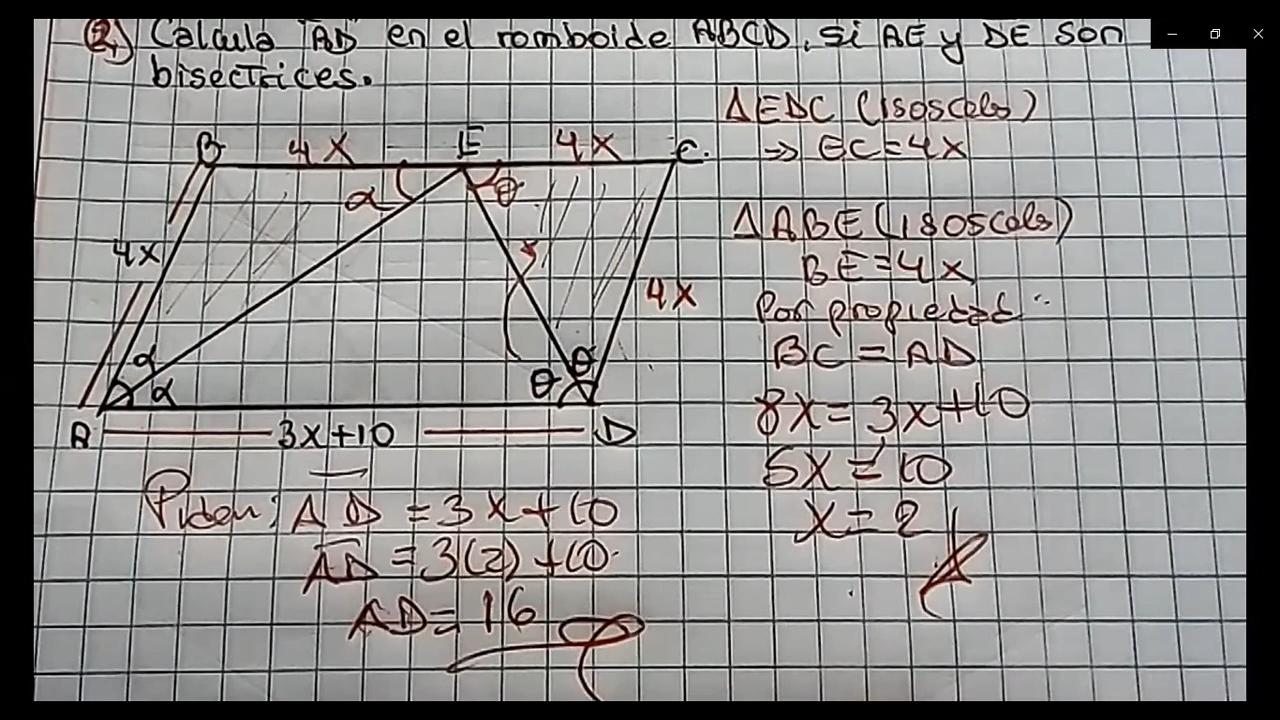 2) Calcula AD en el romboide ABCD, si AE y DE son
bisectrices.
B 4X E 4X C
α θ
4x
4x
α α
θ θ
A 3x+10 D
Piden: AD = 3x+10
AD = 3(2)+10
AD = 16
ΔEDC (Isosceles)
⇒ EC=4x
ΔABE (Isoscels)
BE=4x
Por propiedad:
BC = AD
8x = 3x+10
5x = 10
x = 2